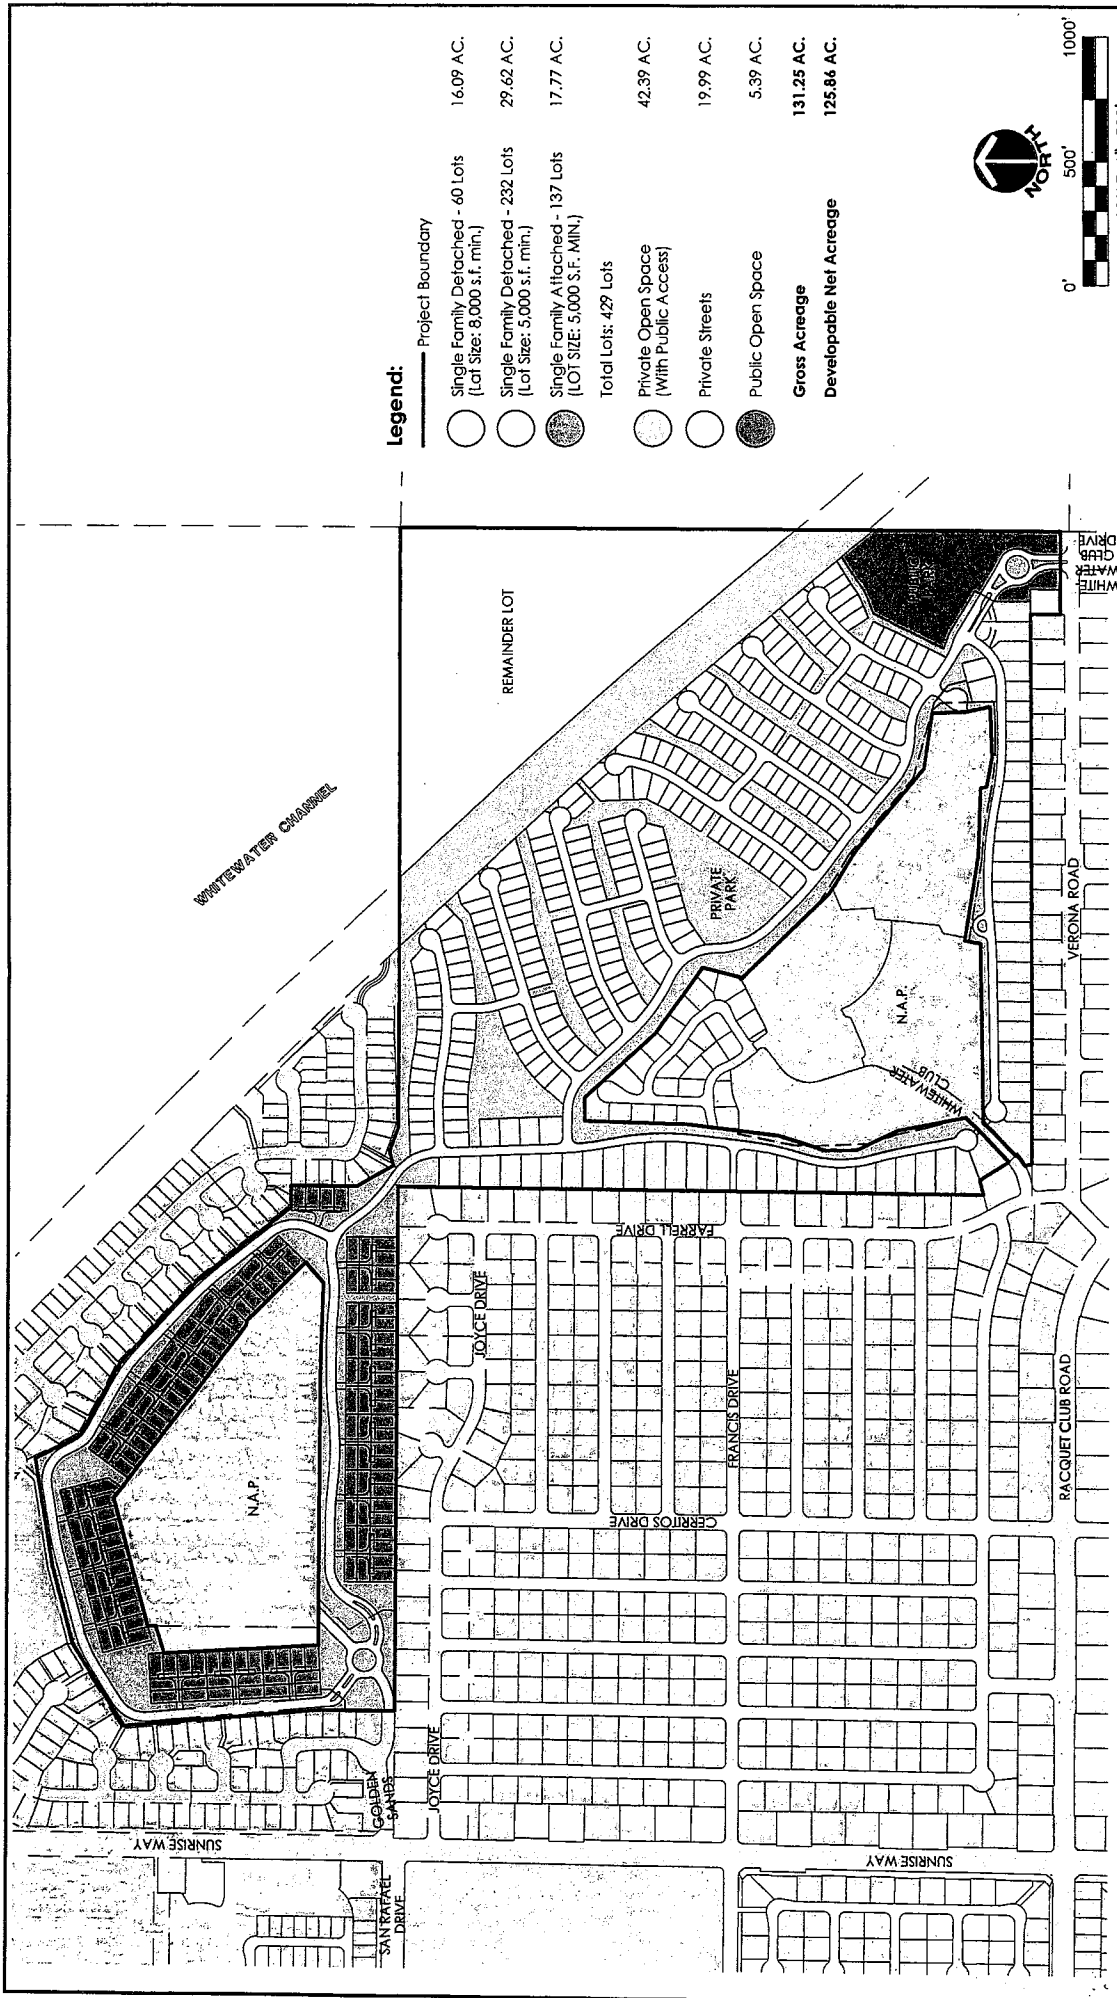 Legend:
Project Boundary
Single Family Detached - 60 Lots 16.09 AC.
(Lot Size: 8,000 s.f. min.)
Single Family Detached - 232 Lots 29.62 AC.
(Lot Size: 5,000 s.f. min.)
Single Family Attached - 137 Lots 17.77 AC.
(LOT SIZE: 5,000 S.F. MIN.)
Total Lots: 429 Lots
Private Open Space 42.39 AC.
(With Public Access)
Private Streets 19.99 AC.
Public Open Space 5.39 AC.
Gross Acreage 131.25 AC.
Developable Net Acreage 125.86 AC.
NORTH
0' 500' 1000'
WHITEWATER CHANNEL
REMAINDER LOT
PUBLIC
PARK
PRIVATE
PARK
N.A.P.
N.A.P.
WHITEWATER
CLUB
WHITE
WATER
CLUB
DRIVE
VERONA ROAD
FARRELL DRIVE
JOYCE DRIVE
FRANCIS DRIVE
CERRITOS DRIVE
RACQUET CLUB ROAD
JOYCE DRIVE
GOLDEN
SANDS
SUNRISE WAY
SUNRISE WAY
SAN RAFAEL
DRIVE